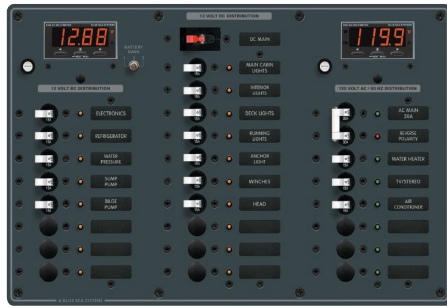 12.88
BATTERY
BANK
12 VOLT DC DISTRIBUTION
ELECTRONICS
REFRIGERATOR
WATER
PRESSURE
SUMP
PUMP
BILGE
PUMP
A BLUE SEA SYSTEM
12 VOLT DC DISTRIBUTION
DC MAIN
MAIN CABIN
LIGHTS
INTERIOR
LIGHTS
DECK LIGHTS
RUNNING
LIGHTS
ANCHOR
LIGHT
WINCHES
HEAD
119.9
120 VOLT AC / 60 HZ DISTRIBUTION
AC MAIN
30A
REVERSE
POLARITY
WATER HEATER
TV/STEREO
AIR
CONDITIONER